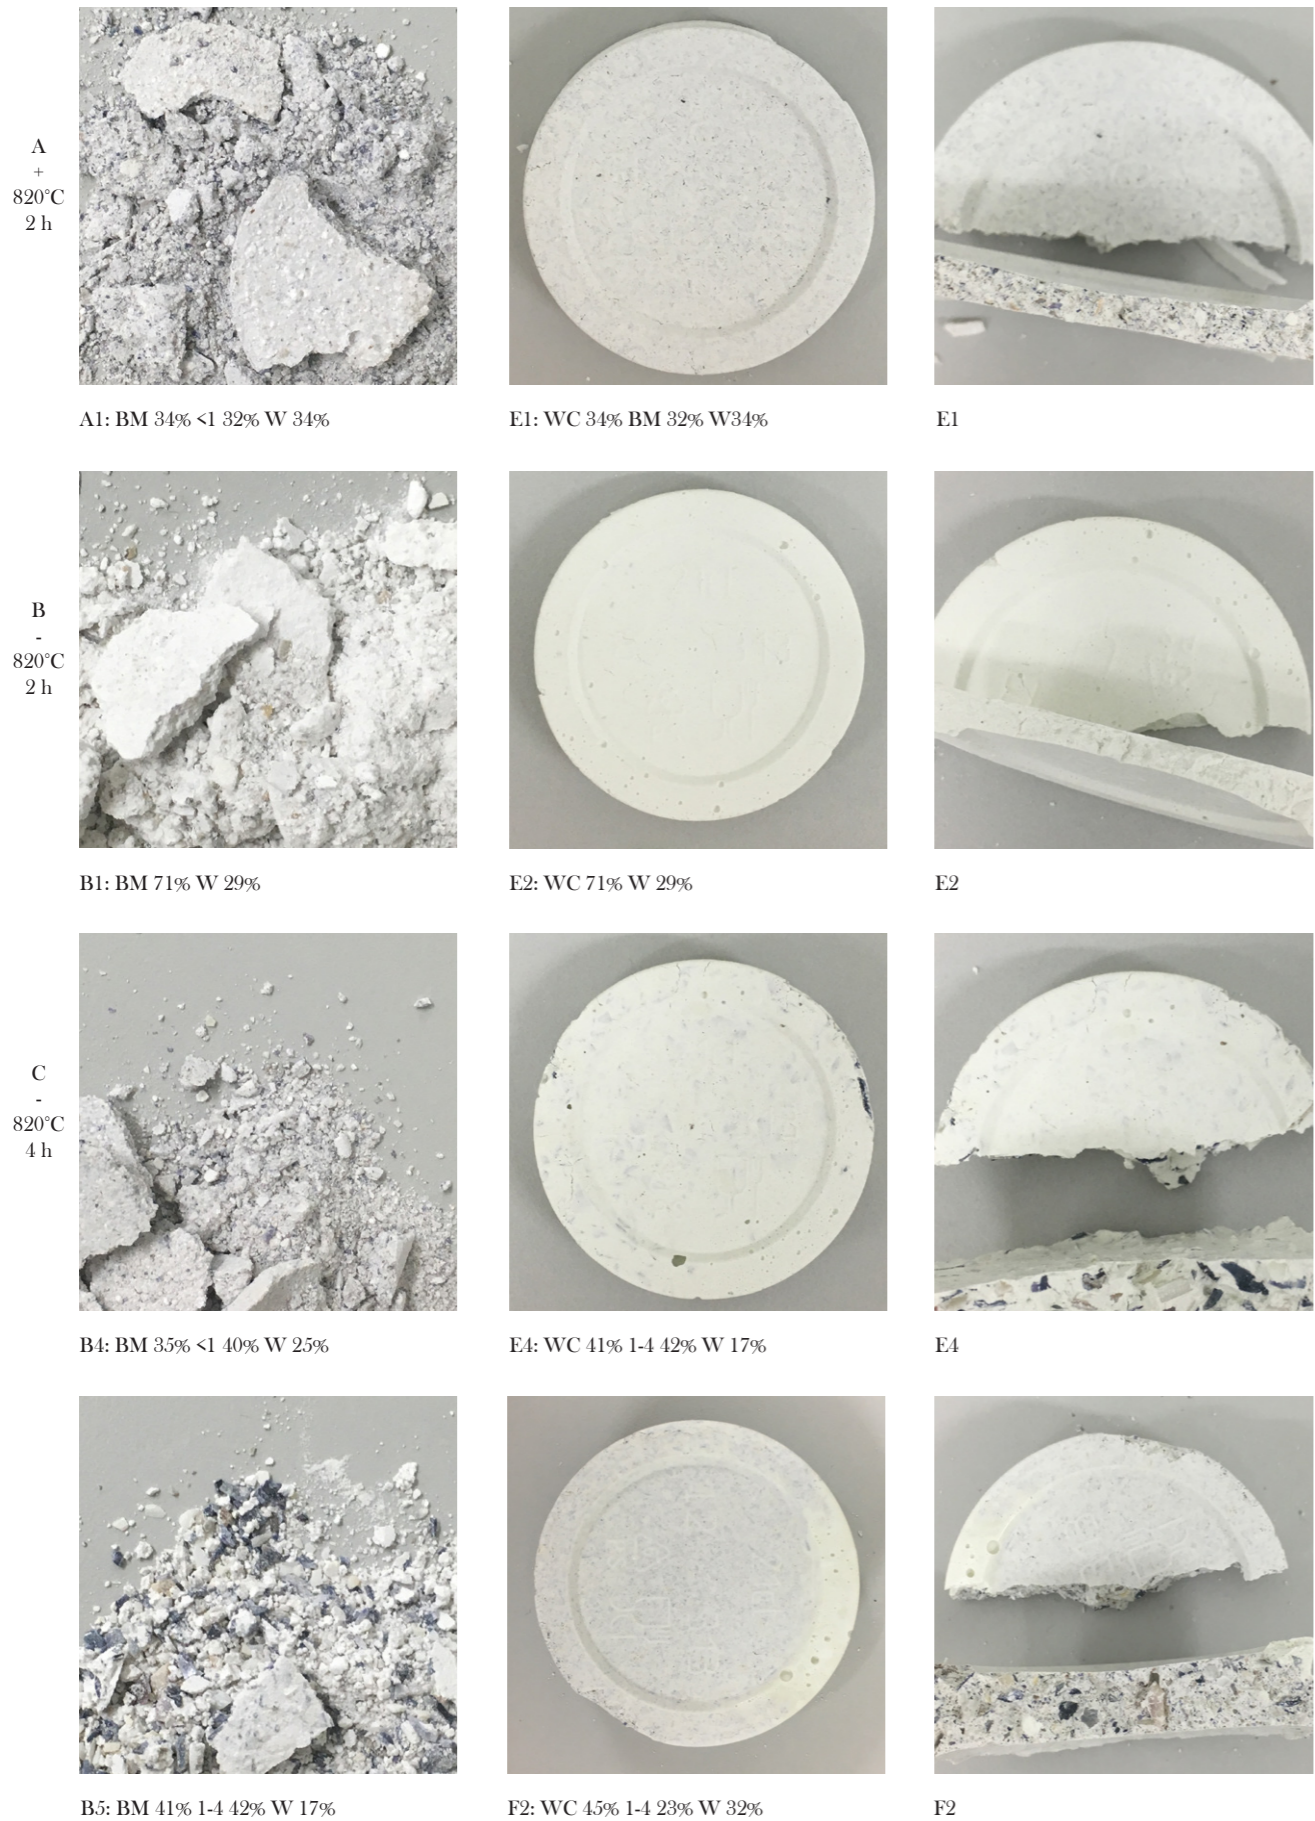 A
+
820°C
2 h
A1: BM 34% <1 32% W 34%
E1: WC 34% BM 32% W34%
E1
B
-
820°C
2 h
B1: BM 71% W 29%
E2: WC 71% W 29%
E2
C
-
820°C
4 h
B4: BM 35% <1 40% W 25%
E4: WC 41% 1-4 42% W 17%
E4
B5: BM 41% 1-4 42% W 17%
F2: WC 45% 1-4 23% W 32%
F2